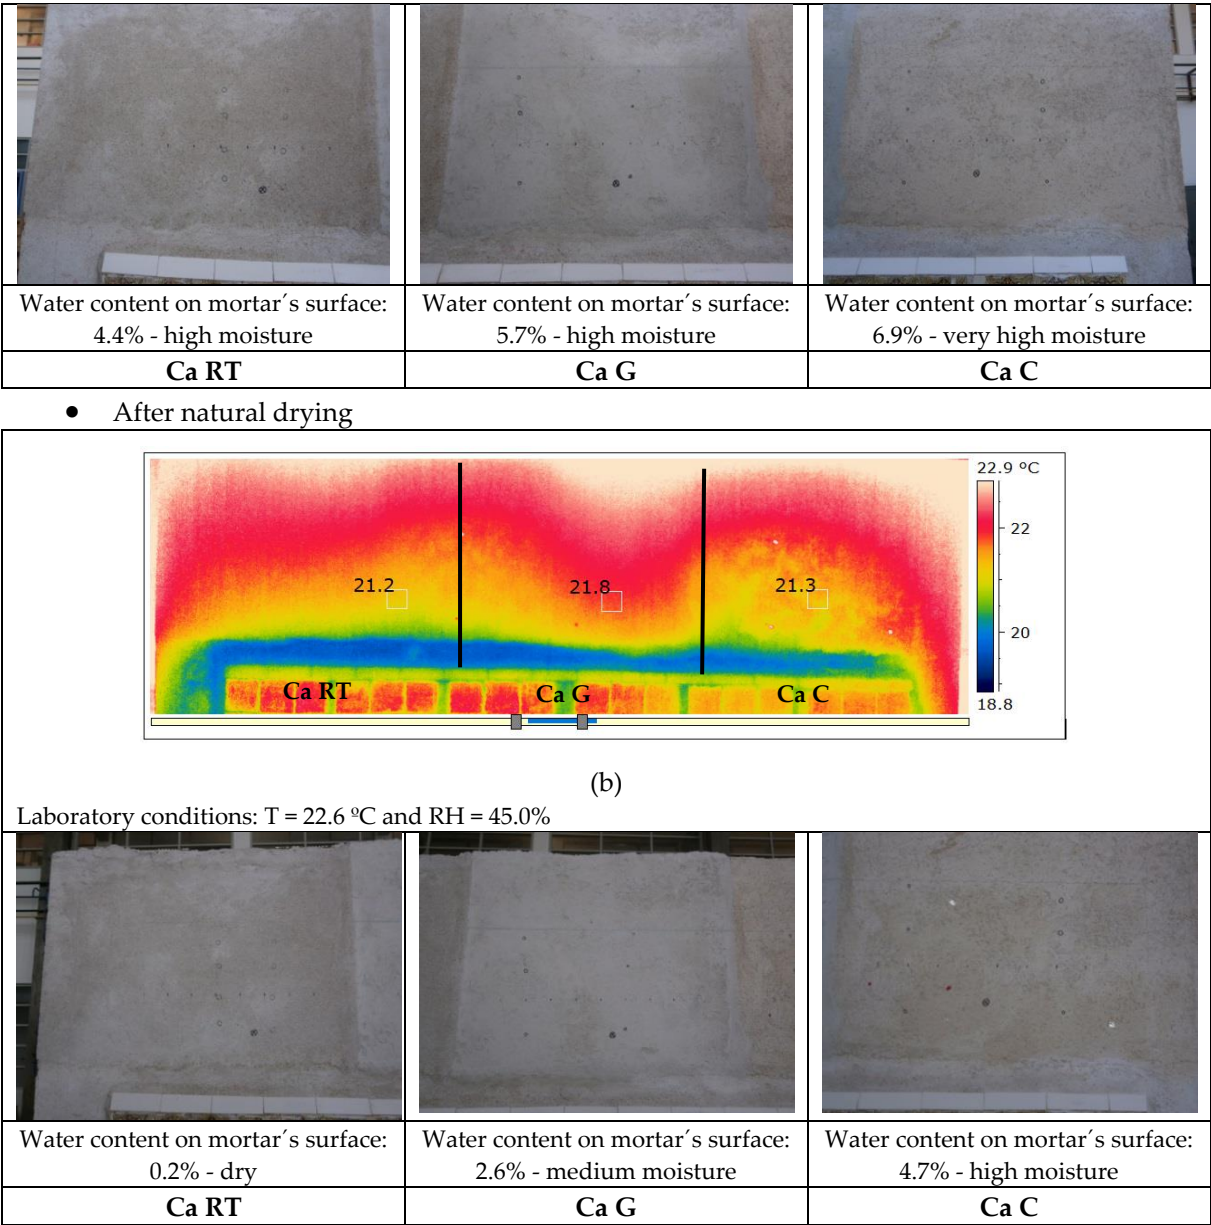 Water content on mortar´s surface:
4.4% - high moisture
Water content on mortar´s surface:
5.7% - high moisture
Water content on mortar´s surface:
6.9% - very high moisture
Ca RT
Ca G
Ca C
• After natural drying
22.9 ºC
22
20
18.8
21.2
21.8
21.3
Ca RT
Ca G
Ca C
(b)
Laboratory conditions: T = 22.6 ºC and RH = 45.0%
Water content on mortar´s surface:
0.2% - dry
Water content on mortar´s surface:
2.6% - medium moisture
Water content on mortar´s surface:
4.7% - high moisture
Ca RT
Ca G
Ca C